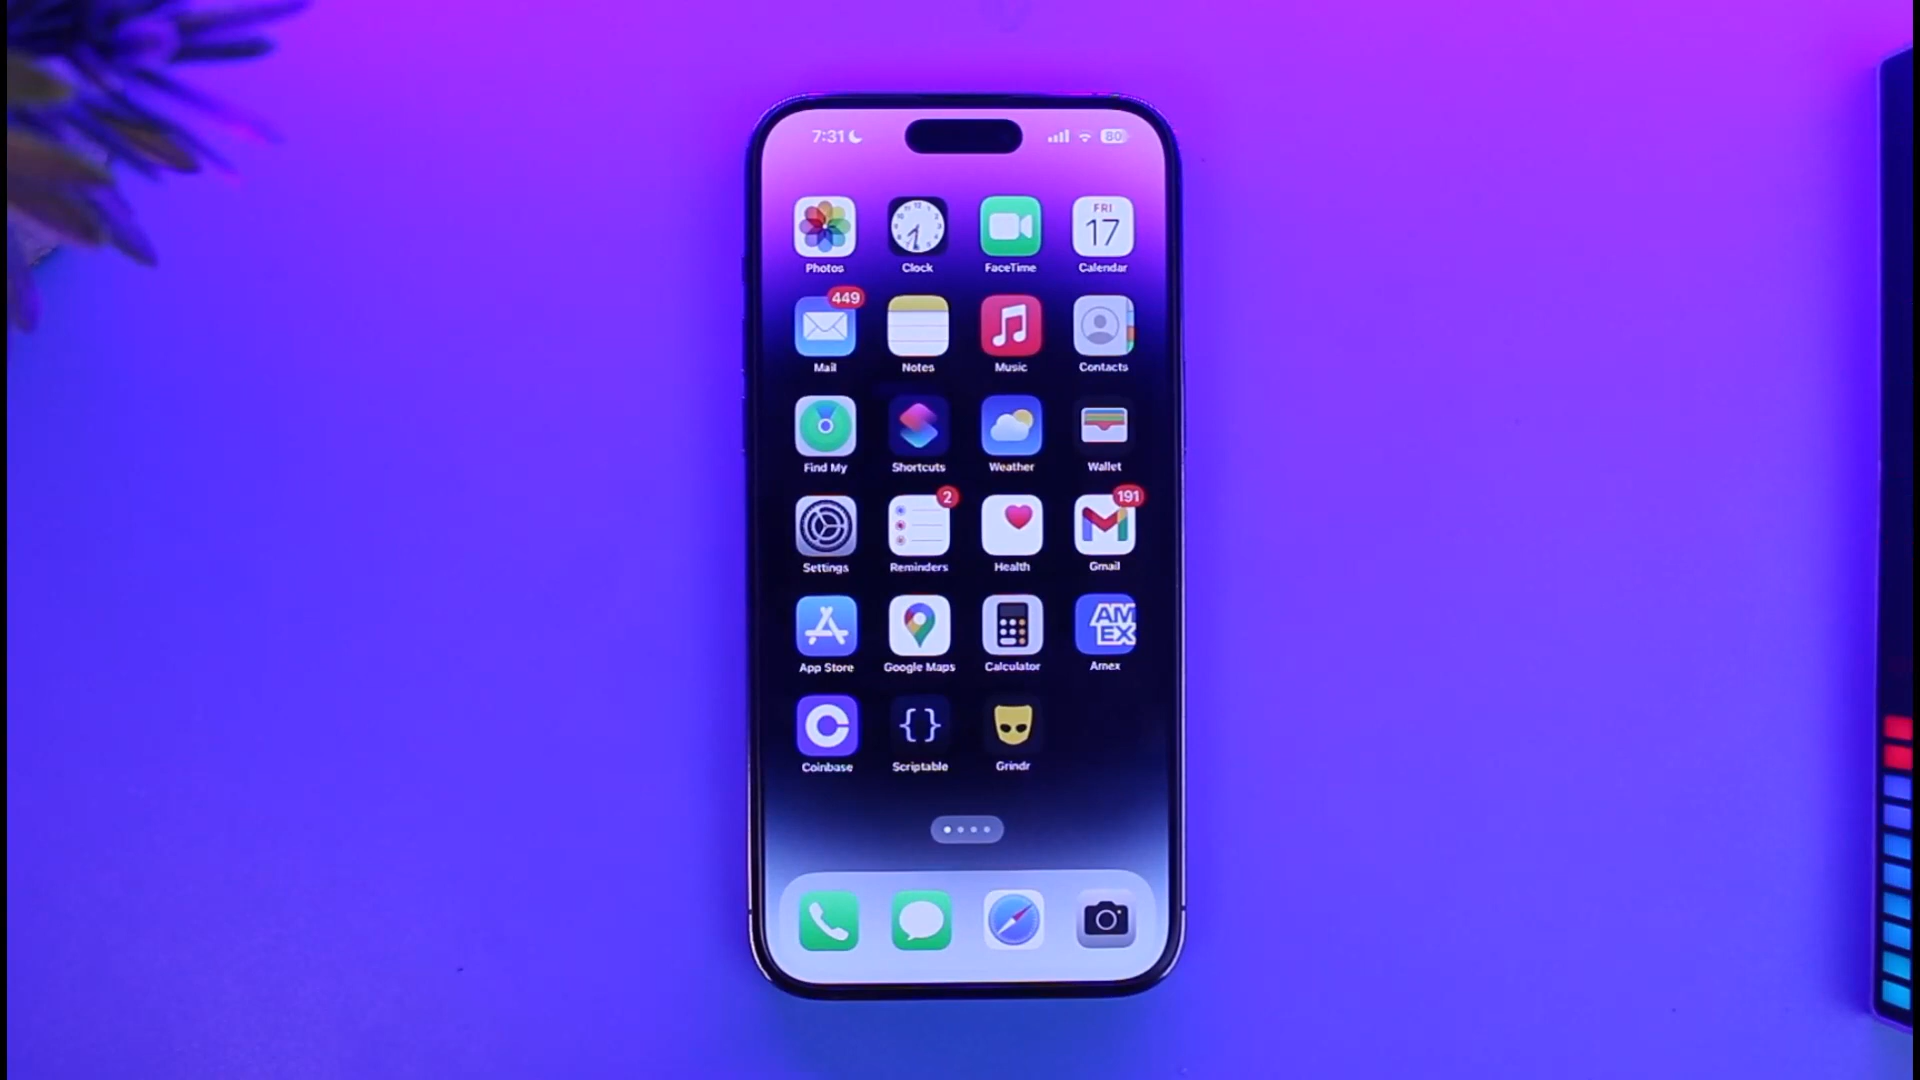 7:31 80
FRI
17
Photos Clock FaceTime Calendar
449
Mail Notes Music Contacts
Find My Shortcuts Weather Wallet
2 191
Settings Reminders Health Gmail
AM
EX
App Store Google Maps Calculator Amex
{ }
Coinbase Scriptable Grindr